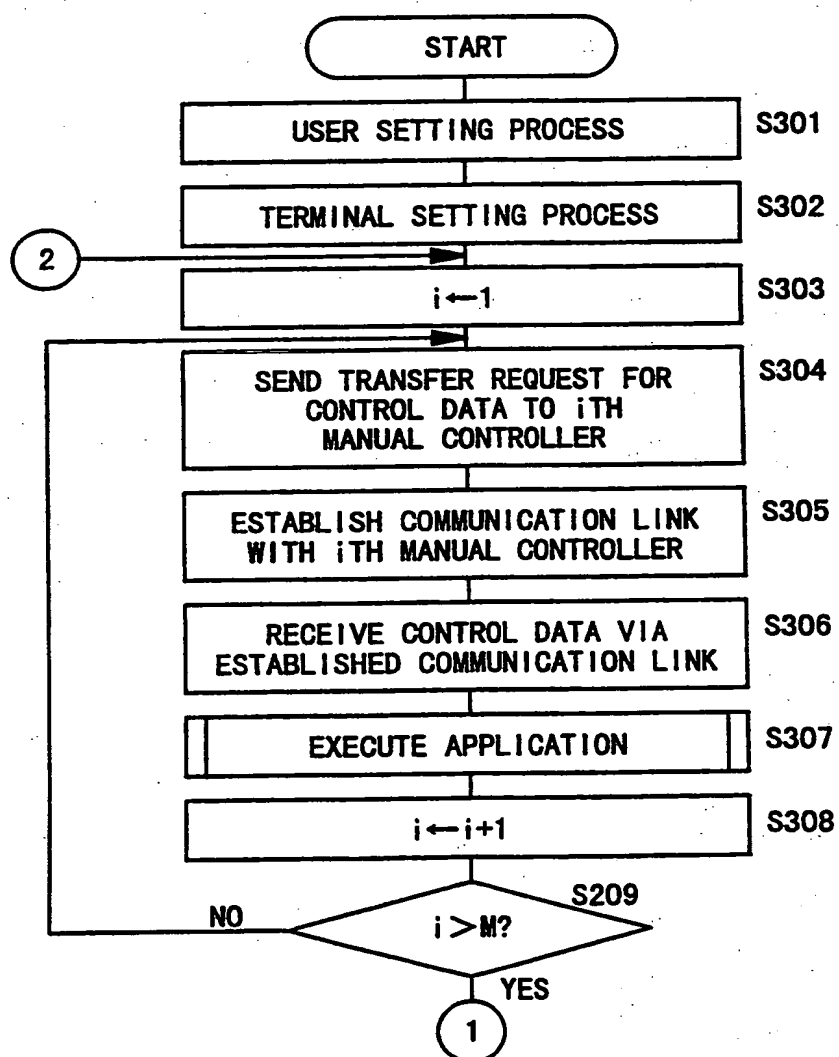 START
USER SETTING PROCESS
S301
TERMINAL SETTING PROCESS
S302
2
i←1
S303
SEND TRANSFER REQUEST FOR
CONTROL DATA TO iTH
MANUAL CONTROLLER
S304
ESTABLISH COMMUNICATION LINK
WITH iTH MANUAL CONTROLLER
S305
RECEIVE CONTROL DATA VIA
ESTABLISHED COMMUNICATION LINK
S306
EXECUTE APPLICATION
S307
i←i+1
S308
S209
NO
i>M?
YES
1